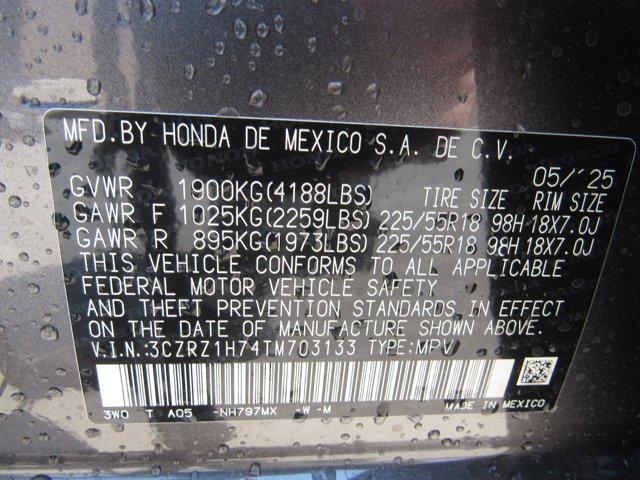 MFD.BY HONDA DE MEXICO S.A. DE C.V.
05/'25
GVWR 1900KG(4188LBS) TIRE SIZE RIM SIZE
GAWR F 1025KG(2259LBS) 225/55R18 98H 18X7.0J
GAWR R 895KG(1973LBS) 225/55R18 98H 18X7.0J
THIS VEHICLE CONFORMS TO ALL APPLICABLE
FEDERAL MOTOR VEHICLE SAFETY
AND THEFT PREVENTION STANDARDS IN EFFECT
ON THE DATE OF MANUFACTURE SHOWN ABOVE.
V.I.N.:3CZRZ1H74TM703133 TYPE:MPV
3W0 T A05 -NH797MX -W -M MADE IN MEXICO